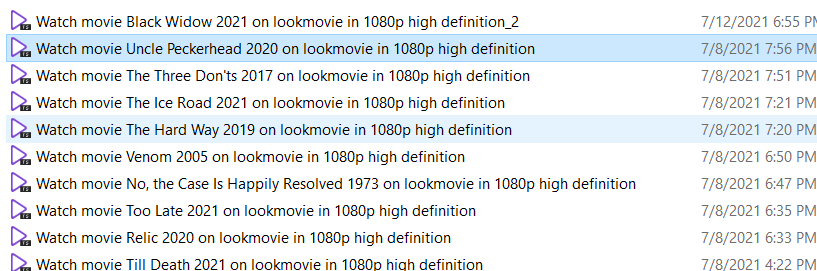 Watch movie Black Widow 2021 on lookmovie in 1080p high definition_2 7/12/2021 6:55 PM
Watch movie Uncle Peckerhead 2020 on lookmovie in 1080p high definition 7/8/2021 7:56 PM
Watch movie The Three Don'ts 2017 on lookmovie in 1080p high definition 7/8/2021 7:51 PM
Watch movie The Ice Road 2021 on lookmovie in 1080p high definition 7/8/2021 7:21 PM
Watch movie The Hard Way 2019 on lookmovie in 1080p high definition 7/8/2021 7:20 PM
Watch movie Venom 2005 on lookmovie in 1080p high definition 7/8/2021 6:50 PM
Watch movie No, the Case Is Happily Resolved 1973 on lookmovie in 1080p high definition 7/8/2021 6:47 PM
Watch movie Too Late 2021 on lookmovie in 1080p high definition 7/8/2021 6:35 PM
Watch movie Relic 2020 on lookmovie in 1080p high definition 7/8/2021 6:33 PM
Watch movie Till Death 2021 on lookmovie in 1080p high definition 7/8/2021 4:22 PM